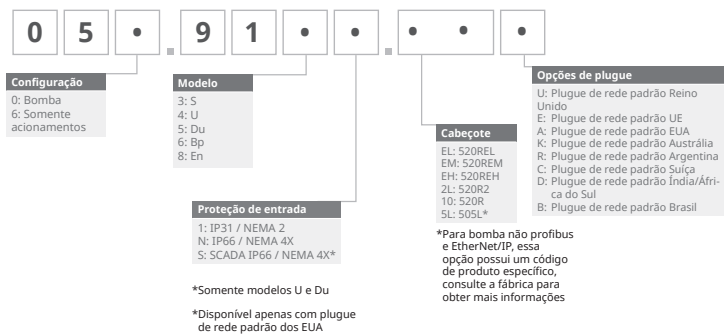 0 5 • . 9 1 • • . • • •
Configuração
0: Bomba
6: Somente
acionamentos
Modelo
3: S
4: U
5: Du
6: Bp
8: En
Proteção de entrada
1: IP31 / NEMA 2
N: IP66 / NEMA 4X
S: SCADA IP66 / NEMA 4X*
*Somente modelos U e Du
*Disponível apenas com plugue
de rede padrão dos EUA
Cabeçote
EL: 520REL
EM: 520REM
EH: 520REH
2L: 520R2
10: 520R
5L: 505L*
*Para bomba não profibus
e EtherNet/IP, essa
opção possui um código
de produto específico,
consulte a fábrica para
obter mais informações
Opções de plugue
U: Plugue de rede padrão Reino
Unido
E: Plugue de rede padrão UE
A: Plugue de rede padrão EUA
K: Plugue de rede padrão Austrália
R: Plugue de rede padrão Argentina
C: Plugue de rede padrão Suíça
D: Plugue de rede padrão Índia/Áfri-
ca do Sul
B: Plugue de rede padrão Brasil